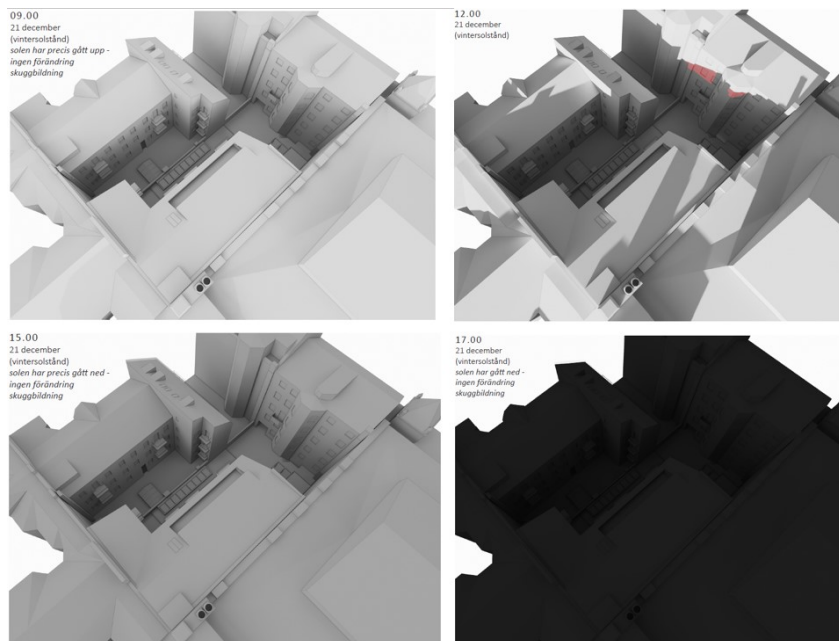 09.00
21 december
(vintersolstånd)
solen har precis gått upp -
ingen förändring
skuggbildning
12.00
21 december
(vintersolstånd)
15.00
21 december
(vintersolstånd)
solen har precis gått ned -
ingen förändring
skuggbildning
17.00
21 december
(vintersolstånd)
solen har gått ned -
ingen förändring
skuggbildning